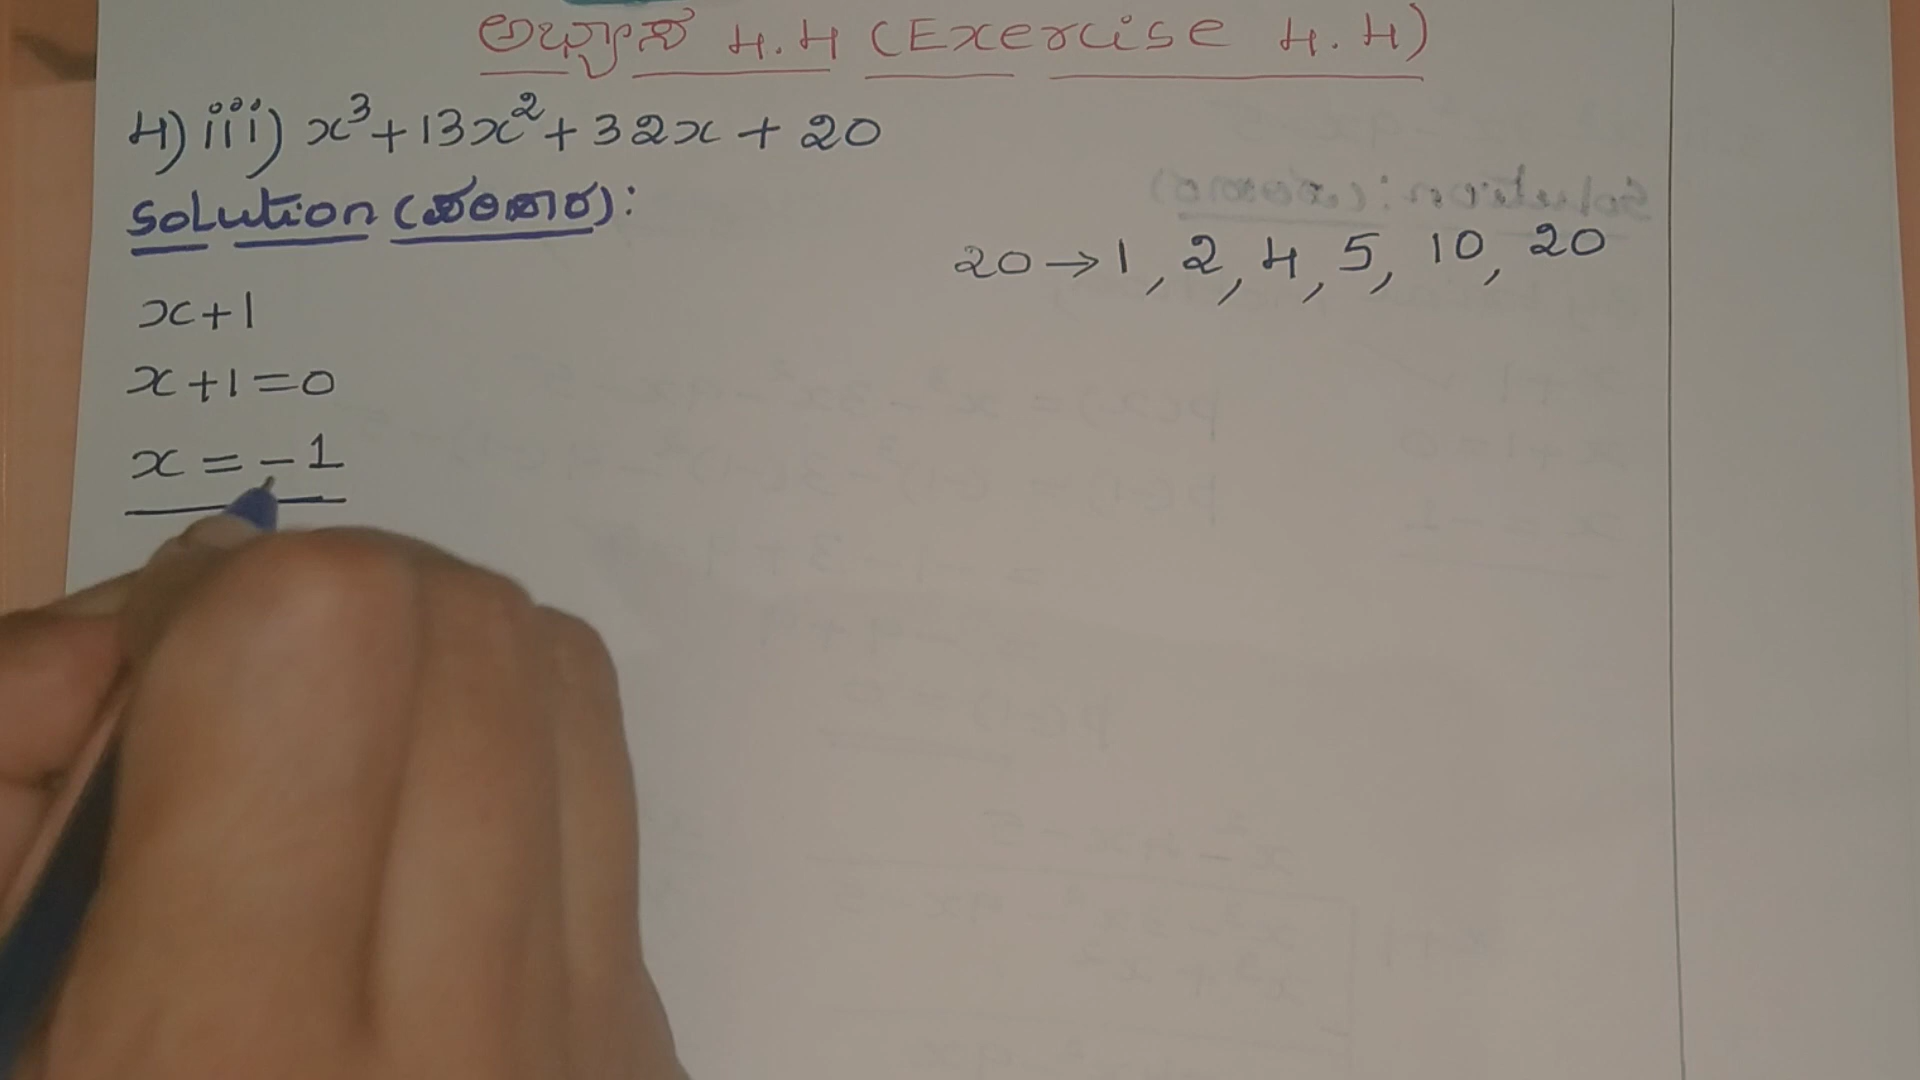 ಅಭ್ಯಾಸ 4.4 (Exercise 4.4)
4) iii) x³+13x²+32x+20
Solution (ಪರಿಹಾರ):
20→1, 2, 4, 5, 10, 20
x+1
x+1=0
x=-1